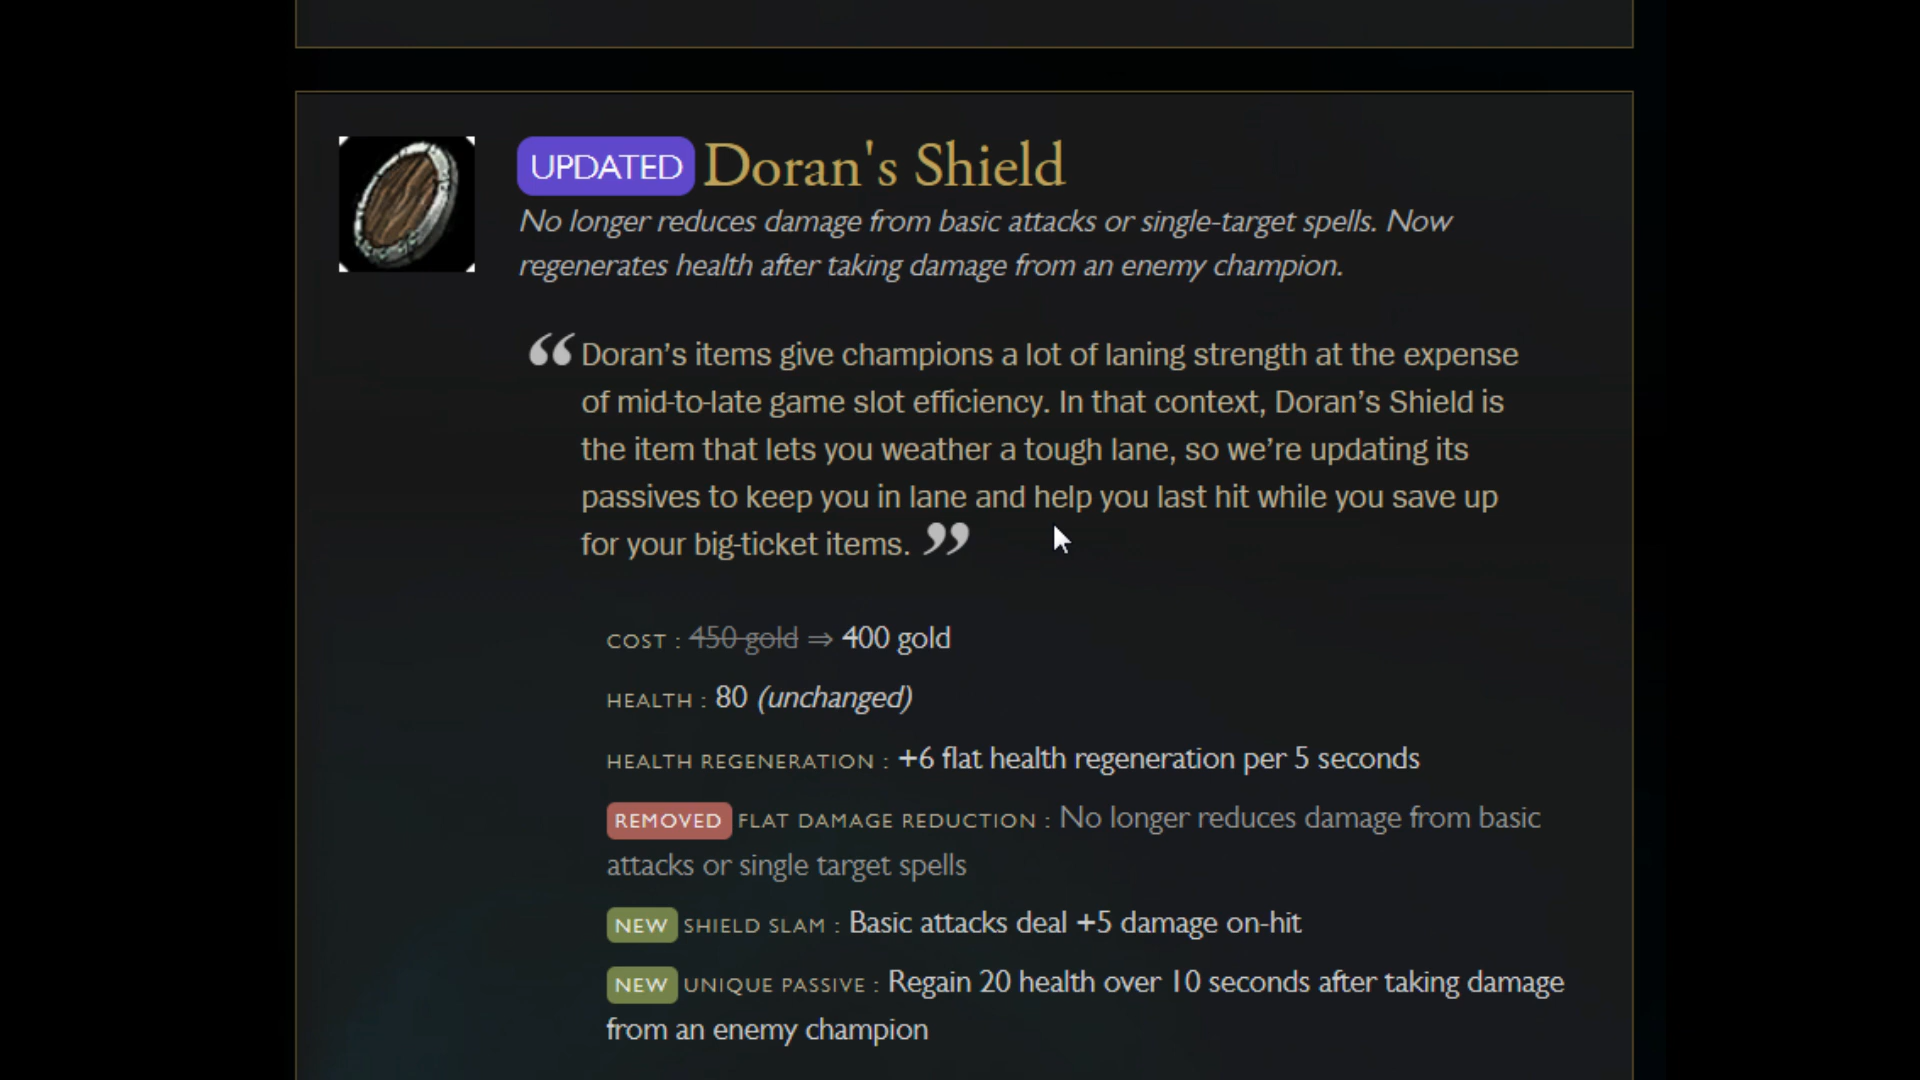 UPDATED Doran's Shield
No longer reduces damage from basic attacks or single-target spells. Now
regenerates health after taking damage from an enemy champion.
“Doran’s items give champions a lot of laning strength at the expense
of mid-to-late game slot efficiency. In that context, Doran’s Shield is
the item that lets you weather a tough lane, so we’re updating its
passives to keep you in lane and help you last hit while you save up
for your big-ticket items. ”
COST : 450 gold ⇒ 400 gold
HEALTH : 80 (unchanged)
HEALTH REGENERATION : +6 flat health regeneration per 5 seconds
REMOVED FLAT DAMAGE REDUCTION : No longer reduces damage from basic
attacks or single target spells
NEW SHIELD SLAM : Basic attacks deal +5 damage on-hit
NEW UNIQUE PASSIVE : Regain 20 health over 10 seconds after taking damage
from an enemy champion